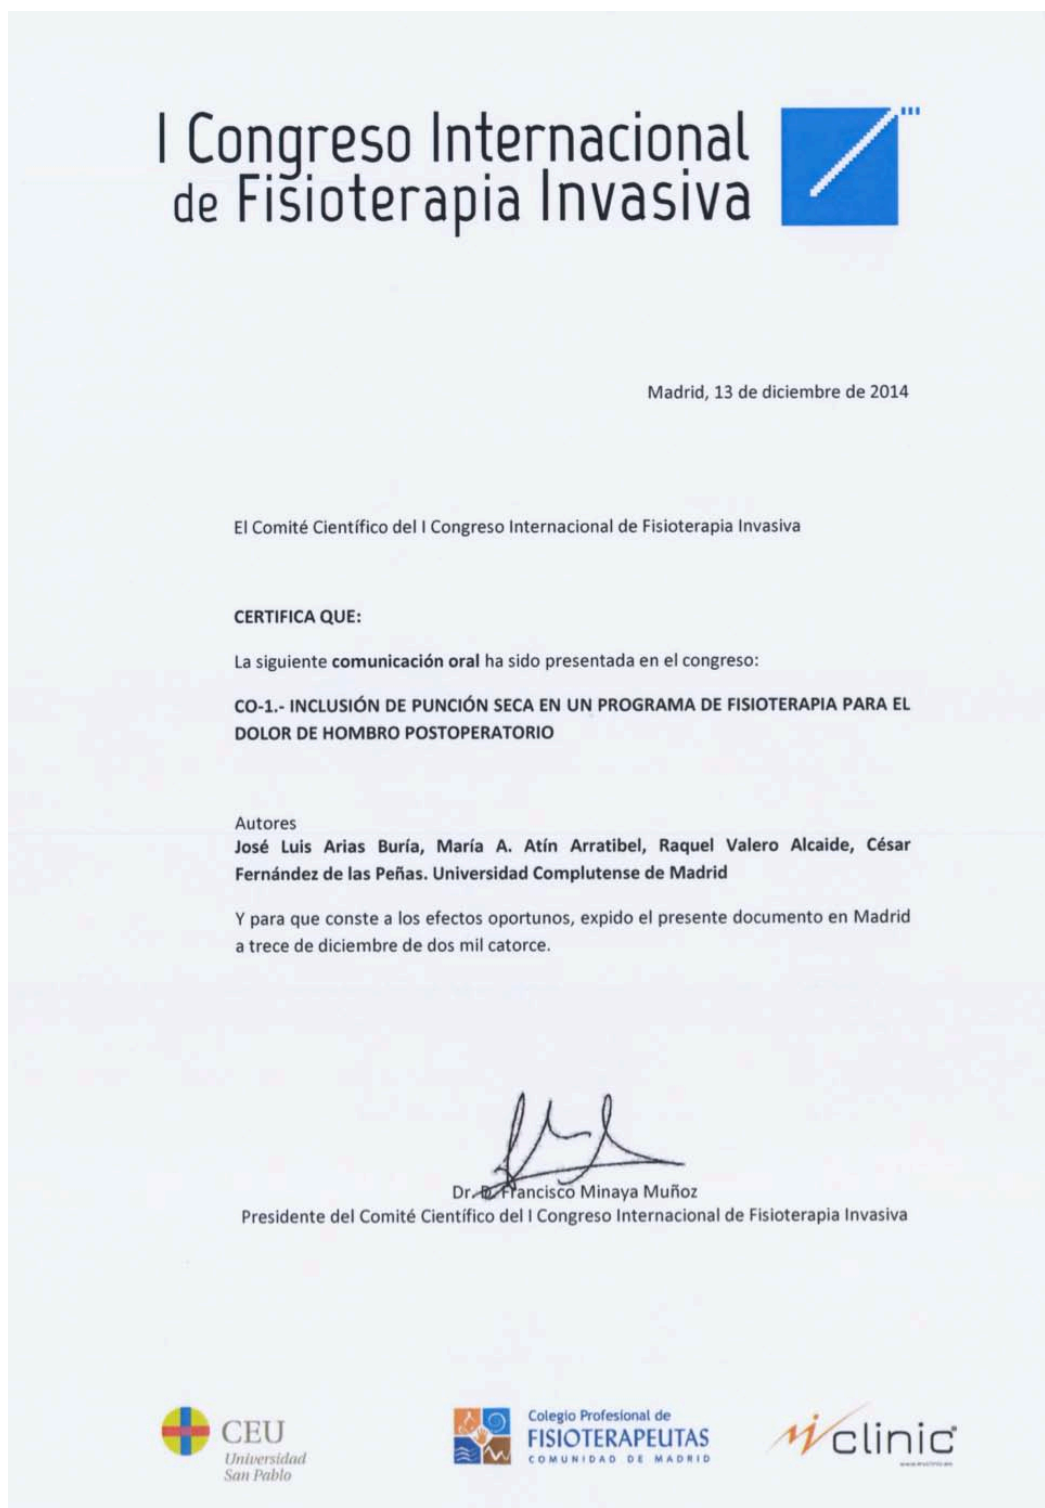 I Congreso Internacional
de Fisioterapia Invasiva
Madrid, 13 de diciembre de 2014
El Comité Científico del I Congreso Internacional de Fisioterapia Invasiva
CERTIFICA QUE:
La siguiente comunicación oral ha sido presentada en el congreso:
CO-1.- INCLUSIÓN DE PUNCIÓN SECA EN UN PROGRAMA DE FISIOTERAPIA PARA EL
DOLOR DE HOMBRO POSTOPERATORIO
Autores
José Luis Arias Buría, María A. Atín Arratibel, Raquel Valero Alcaide, César
Fernández de las Peñas. Universidad Complutense de Madrid
Y para que conste a los efectos oportunos, expido el presente documento en Madrid
a trece de diciembre de dos mil catorce.
Dr. D. Francisco Minaya Muñoz
Presidente del Comité Científico del I Congreso Internacional de Fisioterapia Invasiva
CEU
Universidad
San Pablo
Colegio Profesional de
FISIOTERAPEUTAS
COMUNIDAD DE MADRID
clinic